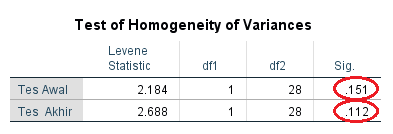 Test of Homogeneity of Variances
Levene Statistic df1 df2 Sig.
Tes Awal 2.184 1 28 .151
Tes Akhir 2.688 1 28 .112